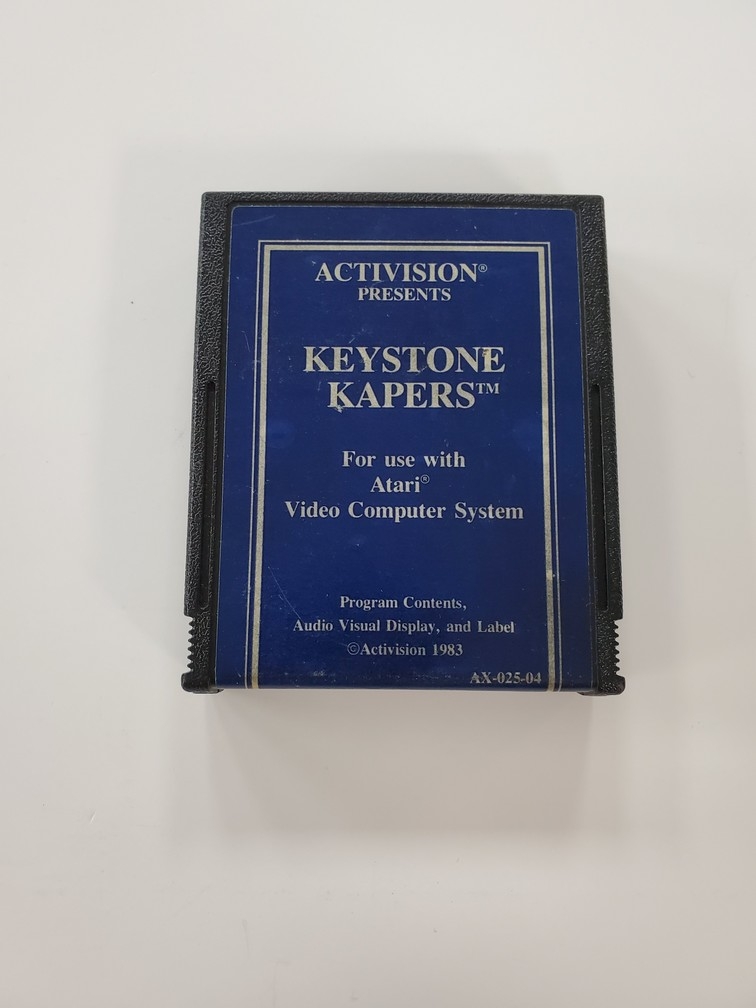 ACTIVISION®
PRESENTS
KEYSTONE
KAPERS™
For use with
Atari®
Video Computer System
Program Contents,
Audio Visual Display, and Label
©Activision 1983
AX-025-04